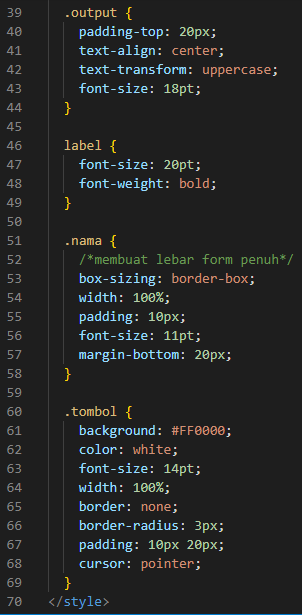 39 .output {
40 padding-top: 20px;
41 text-align: center;
42 text-transform: uppercase;
43 font-size: 18pt;
44 }
45
46 label {
47 font-size: 20pt;
48 font-weight: bold;
49 }
50
51 .nama {
52 /*membuat lebar form penuh*/
53 box-sizing: border-box;
54 width: 100%;
55 padding: 10px;
56 font-size: 11pt;
57 margin-bottom: 20px;
58 }
59
60 .tombol {
61 background: #FF0000;
62 color: white;
63 font-size: 14pt;
64 width: 100%;
65 border: none;
66 border-radius: 3px;
67 padding: 10px 20px;
68 cursor: pointer;
69 }
70 </style>